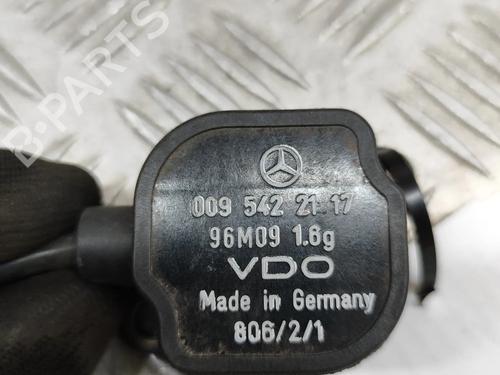 B-PARTS
009 542 21 17
96M09 1.6g
VDO
Made in Germany
806/2/1